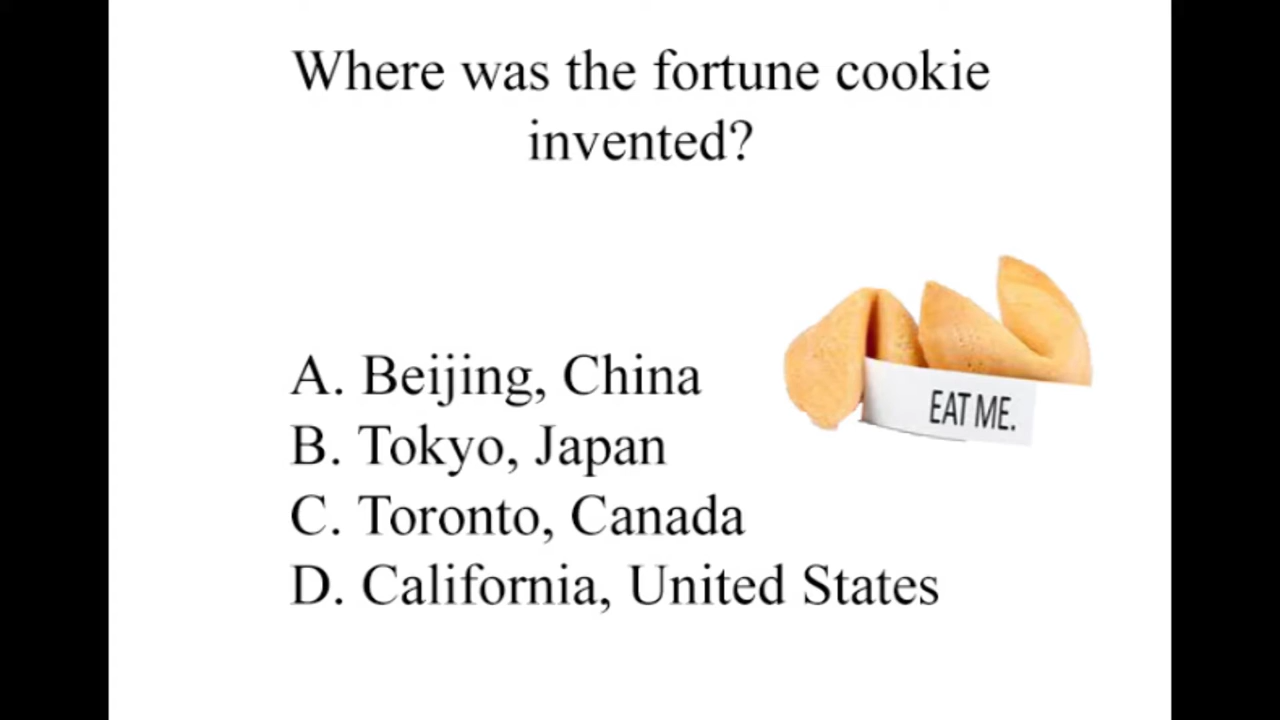 Where was the fortune cookie
invented?
A. Beijing, China
B. Tokyo, Japan
C. Toronto, Canada
D. California, United States
EAT ME.